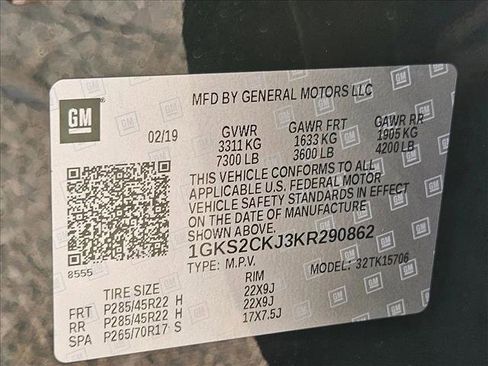 GM
MFD BY GENERAL MOTORS LLC
02/19 GVWR GAWR FRT GAWR RR
3311 KG 1633 KG 1905 KG
7300 LB 3600 LB 4200 LB
THIS VEHICLE CONFORMS TO ALL
APPLICABLE U.S. FEDERAL MOTOR
VEHICLE SAFETY STANDARDS IN EFFECT
ON THE DATE OF MANUFACTURE
SHOWN ABOVE.
1GKS2CKJ3KR290862
8555 TYPE: M.P.V. MODEL: 32TK15706
TIRE SIZE RIM
FRT P285/45R22 H 22X9J
RR P285/45R22 H 22X9J
SPA P265/70R17 S 17X7.5J